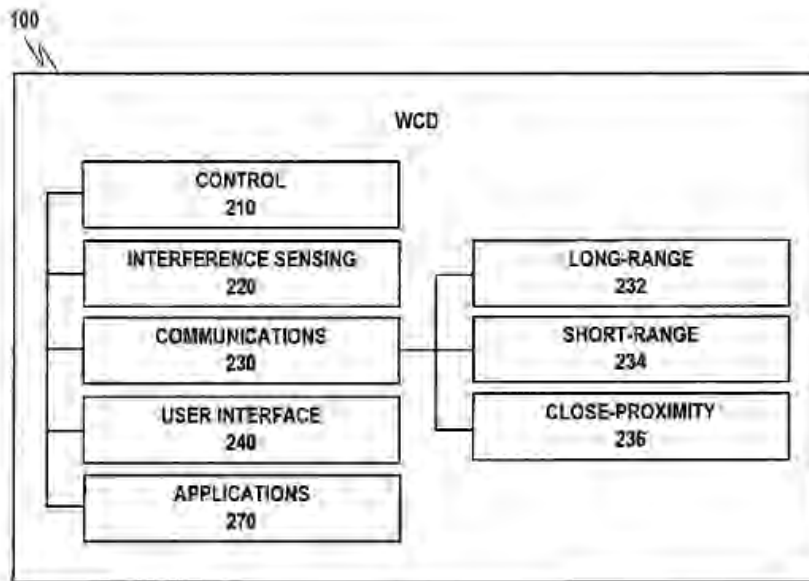 100
WCD
CONTROL
210
INTERFERENCE SENSING
220
COMMUNICATIONS
230
USER INTERFACE
240
APPLICATIONS
270
LONG-RANGE
232
SHORT-RANGE
234
CLOSE-PROXIMITY
236